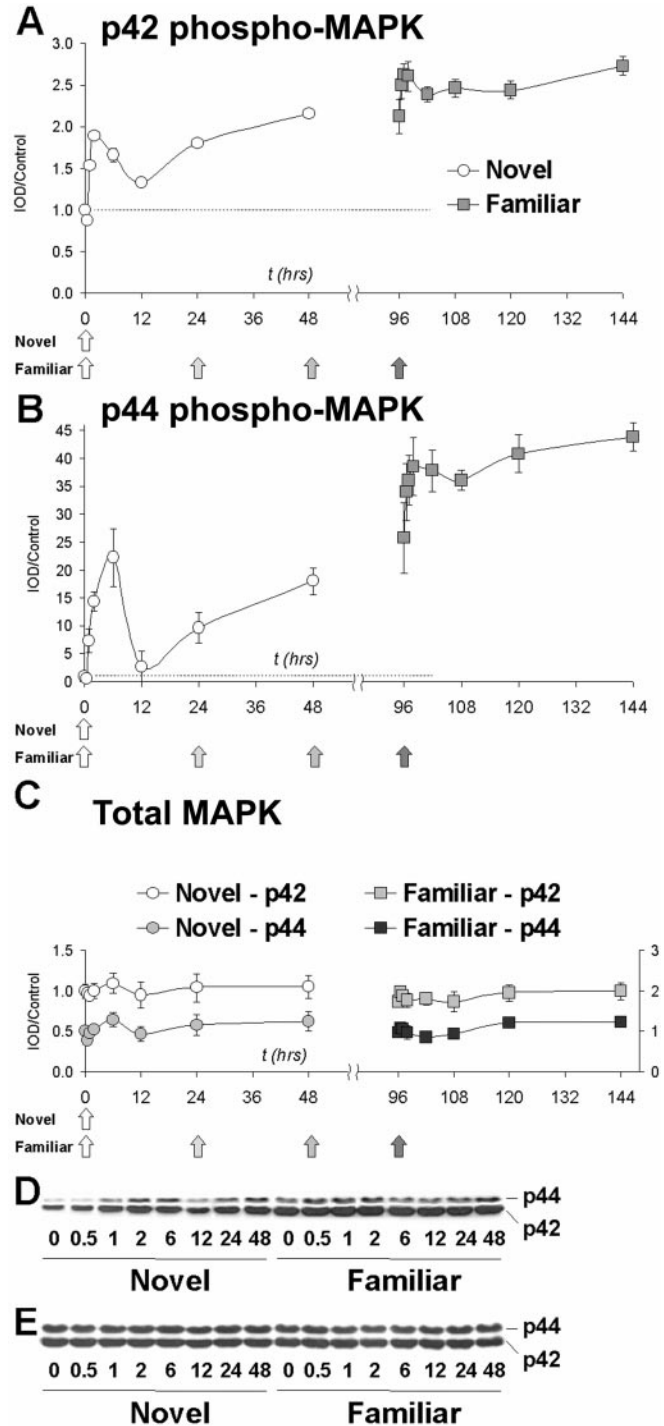 A
p42 phospho-MAPK
3.0
2.5
2.0
1.5
1.0
0.5
0.0
IOD/Control
Novel
Familiar
t (hrs)
0 12 24 36 48 96 108 120 132 144
Novel
Familiar
B
p44 phospho-MAPK
45
40
35
30
25
20
15
10
5
0
IOD/Control
t (hrs)
0 12 24 36 48 96 108 120 132 144
Novel
Familiar
C
Total MAPK
Novel - p42 Familiar - p42
Novel - p44 Familiar - p44
1.5 3
1.0 2
0.5 1
0.0 0
IOD/Control
t (hrs)
0 12 24 36 48 96 108 120 132 144
Novel
Familiar
D
p44
p42
0 0.5 1 2 6 12 24 48 0 0.5 1 2 6 12 24 48
Novel Familiar
E
p44
p42
0 0.5 1 2 6 12 24 48 0 0.5 1 2 6 12 24 48
Novel Familiar